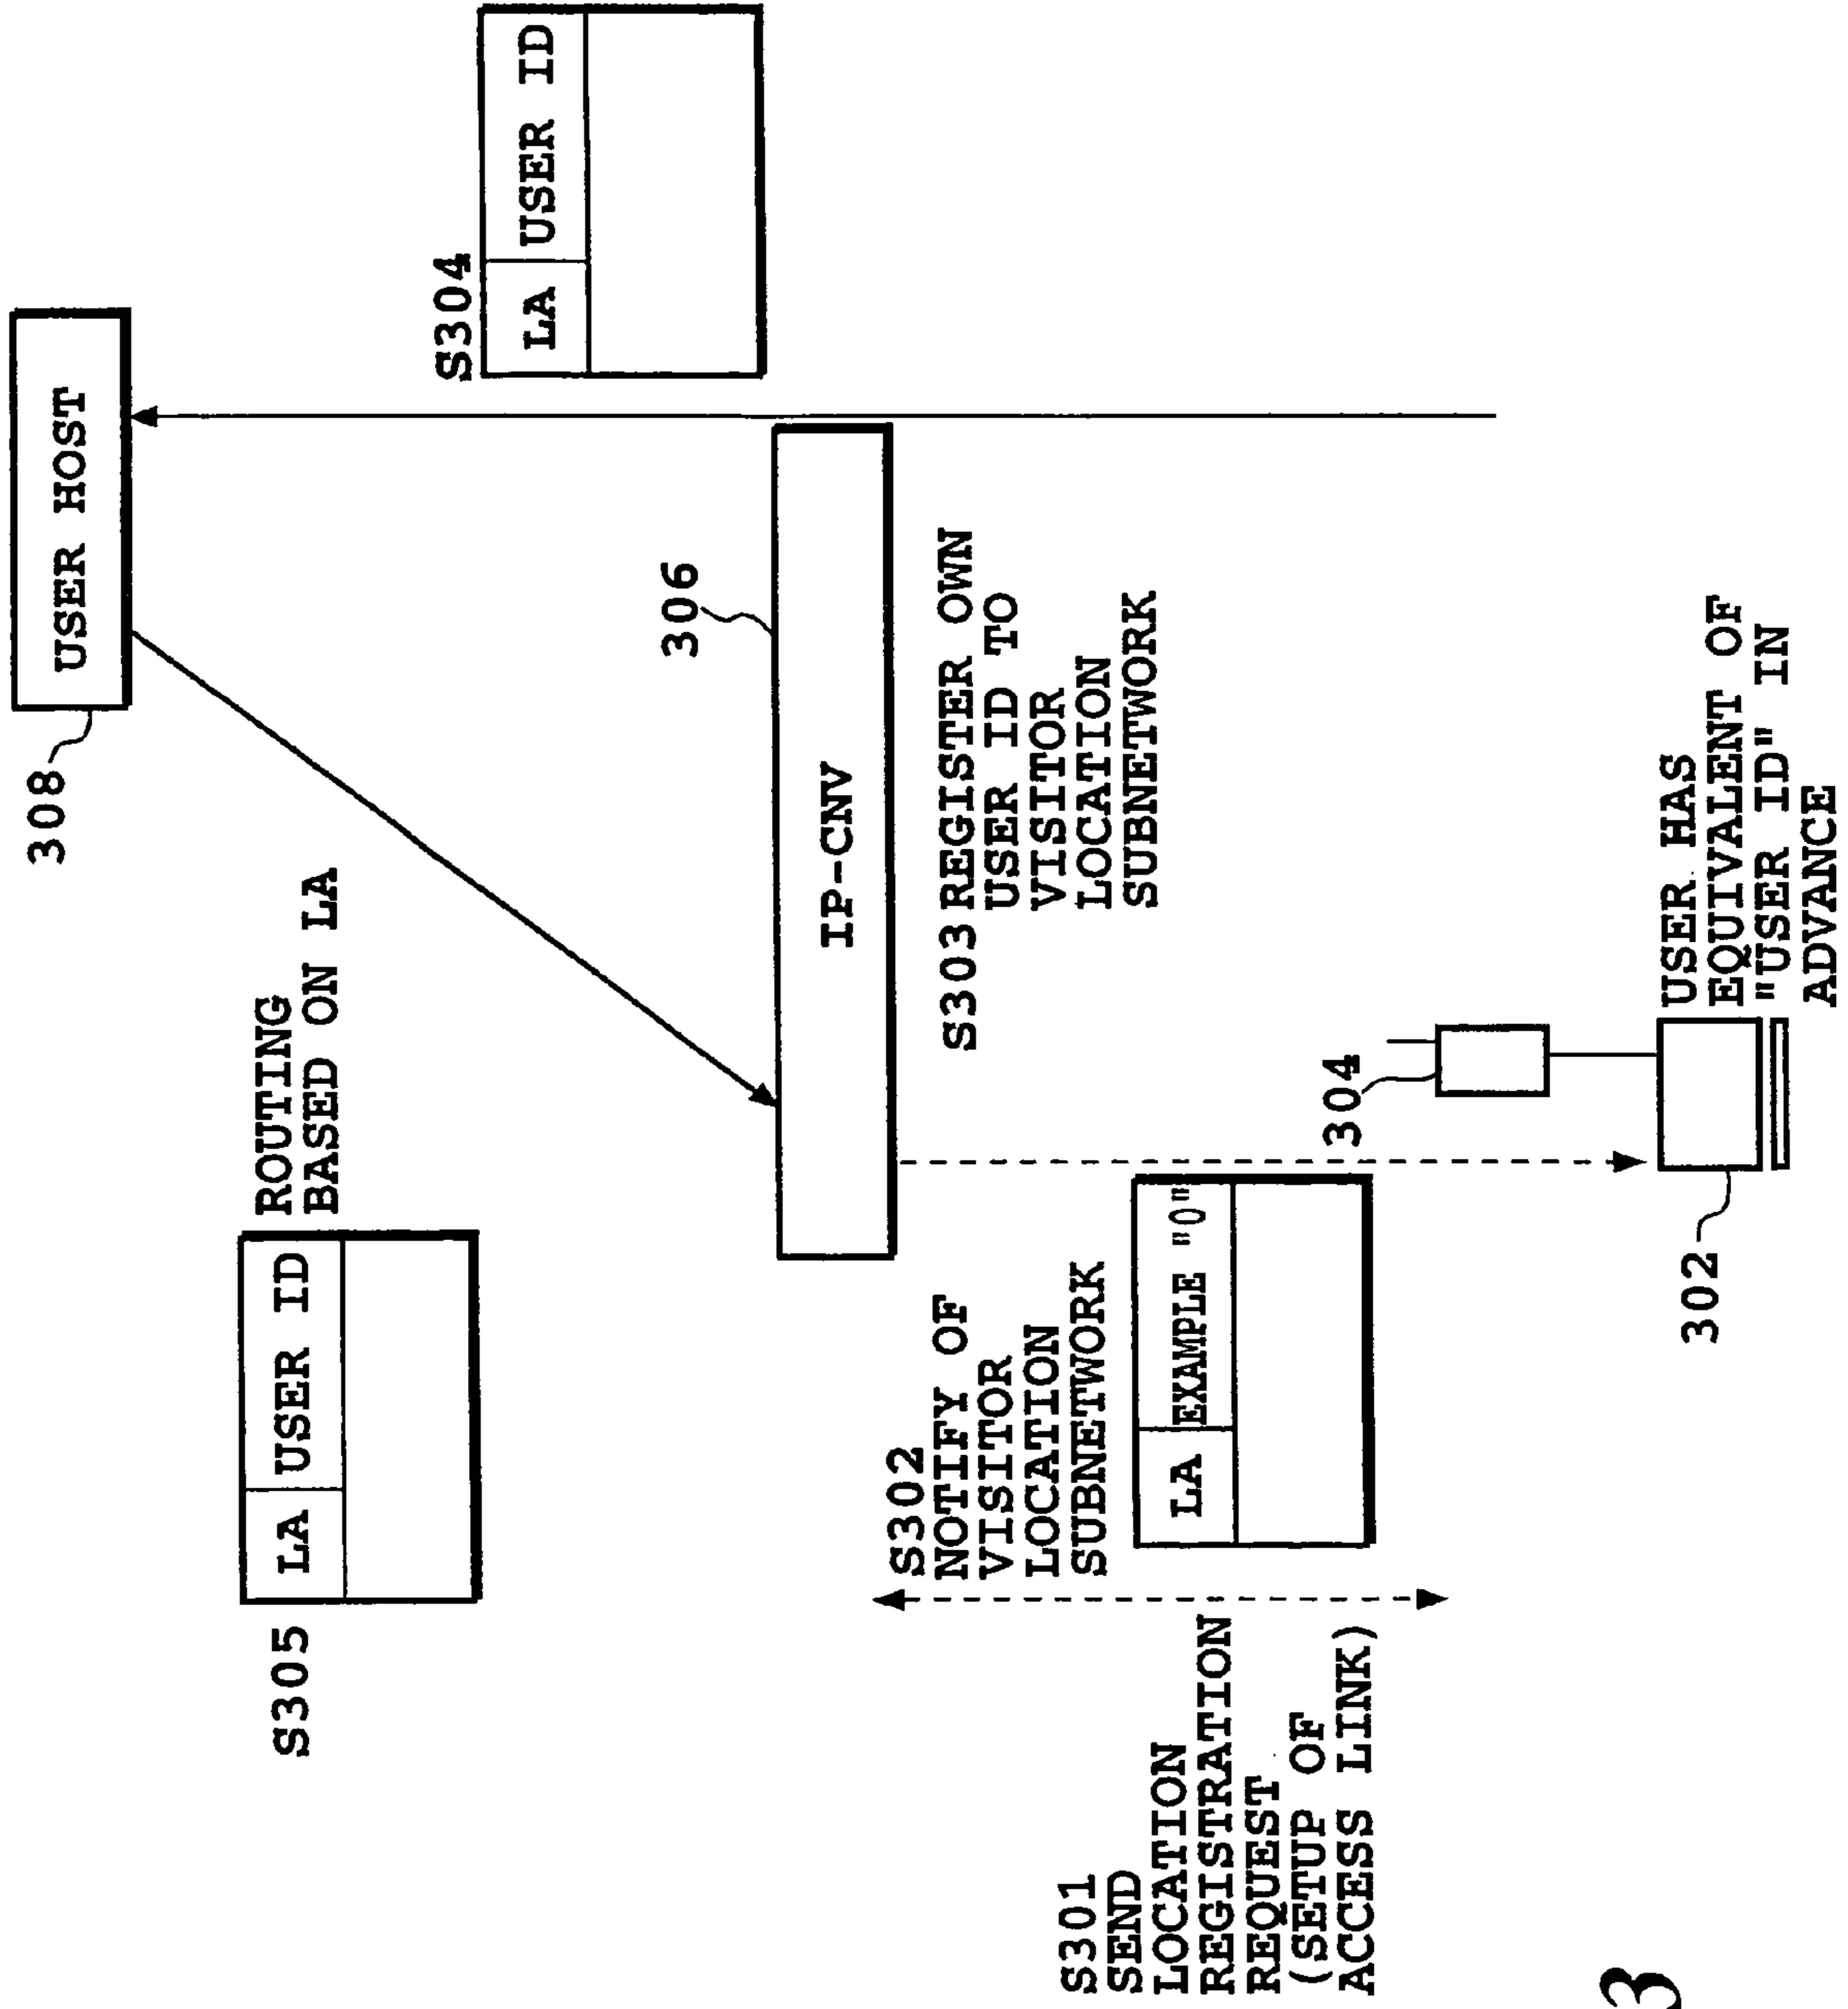 308
USER HOST
S305
LA USER ID
ROUTING
BASED ON LA
S304
LA USER ID
306
IP-CNV
S301
SEND
LOCATION
REGISTRATION
REQUEST
(SETUP OF
ACCESS LINK)
S302
NOTIFY OF
VISITOR
LOCATION
SUBNETWORK
LA EXAMPLE "0"
S303 REGISTER OWN
USER ID TO
VISITOR
LOCATION
SUBNETWORK
304
302
USER HAS
EQUIVALENT OF
"USER ID" IN
ADVANCE
3